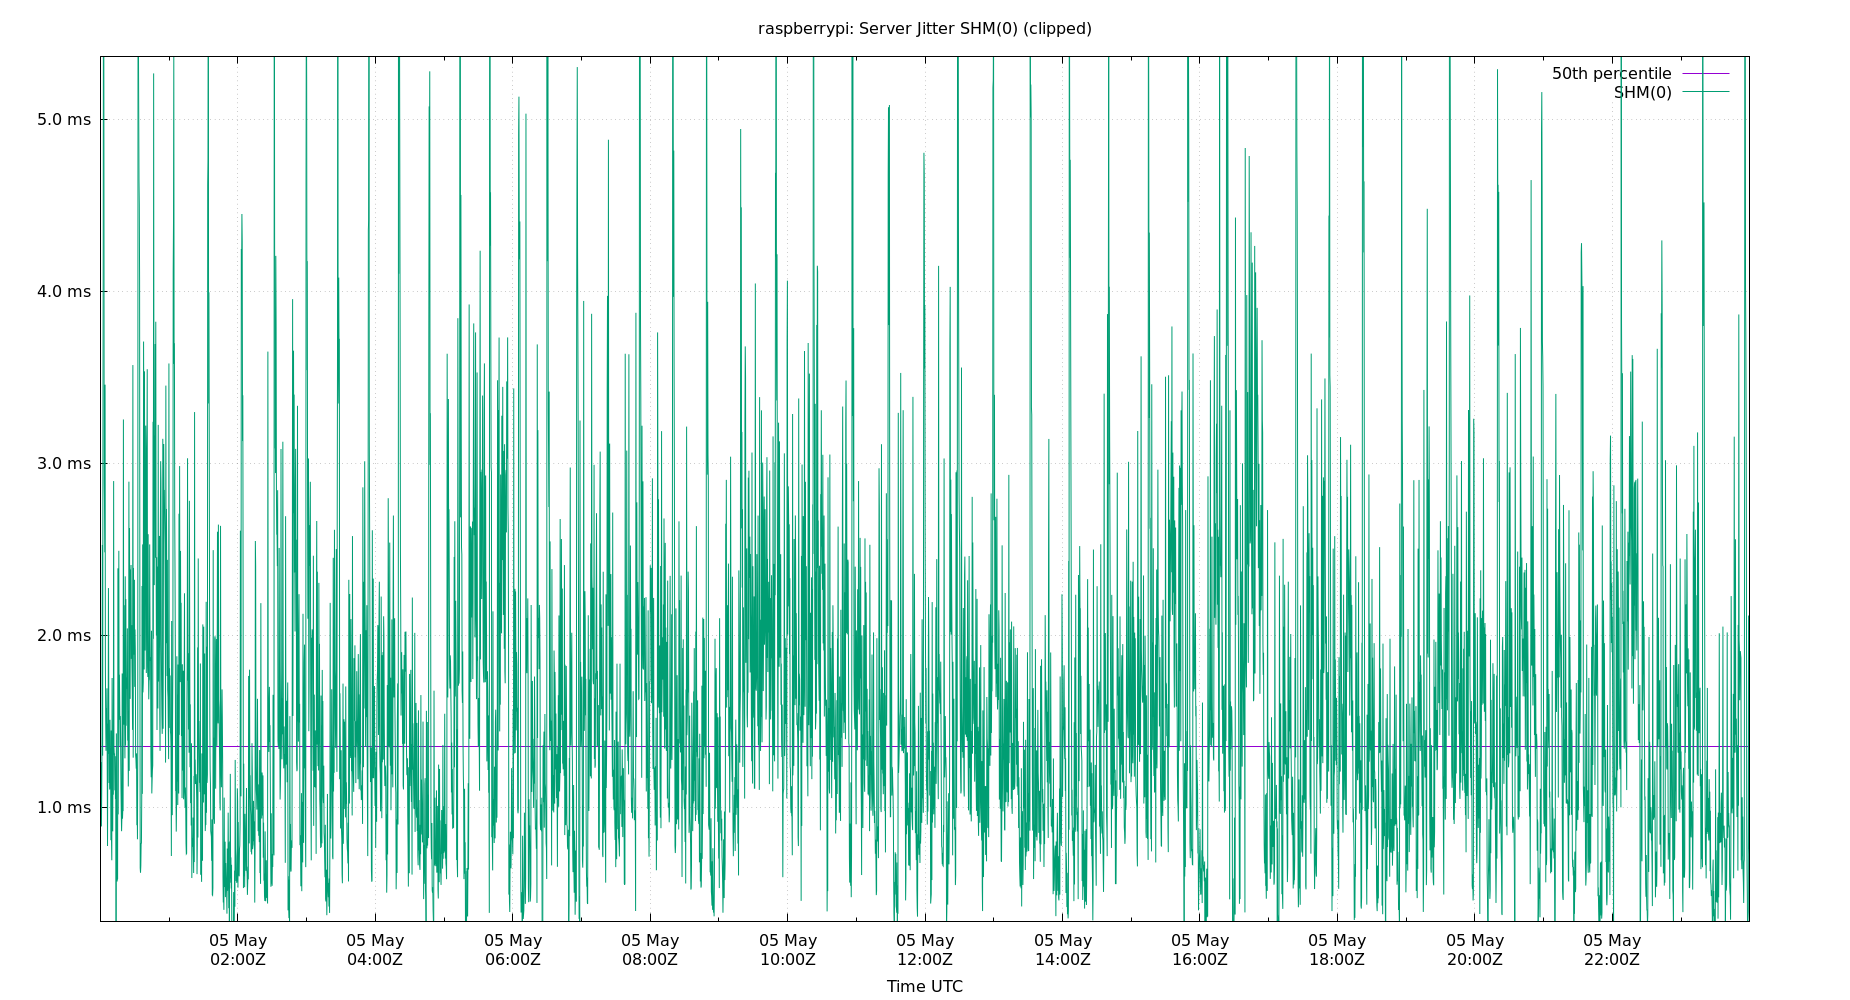 raspberrypi: Server Jitter SHM(0) (clipped)
50th percentile
SHM(0)
5.0 ms
4.0 ms
3.0 ms
2.0 ms
1.0 ms
05 May 05 May 05 May 05 May 05 May 05 May 05 May 05 May 05 May 05 May 05 May
02:00Z 04:00Z 06:00Z 08:00Z 10:00Z 12:00Z 14:00Z 16:00Z 18:00Z 20:00Z 22:00Z
Time UTC